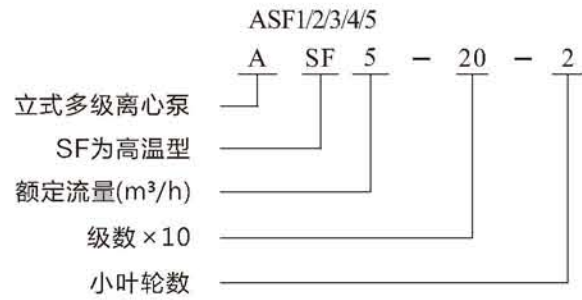 ASF1/2/3/4/5
A SF 5 - 20 - 2
立式多级离心泵
SF为高温型
额定流量(m³/h)
级数×10
小叶轮数